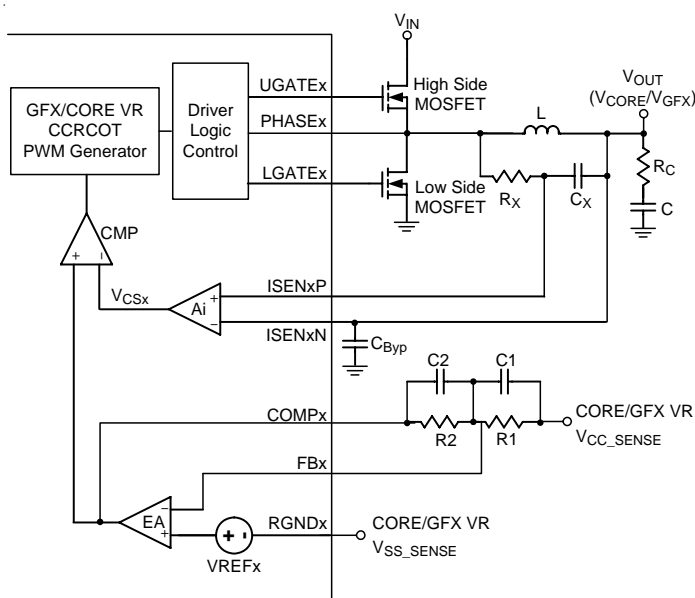 V_IN
UGATEx
High Side
MOSFET
V_OUT
(V_CORE/V_GFX)
GFX/CORE VR
CCRCOT
PWM Generator
Driver
Logic
Control
PHASEx
L
LGATEx
Low Side
MOSFET
R_X
C_X
R_C
C
CMP
+
-
V_CSx
Ai
+
-
ISENxP
ISENxN
C_Byp
C2
C1
COMPx
R2
R1
CORE/GFX VR
V_CC_SENSE
FBx
EA
-
+
+ -
VREFx
RGNDx
CORE/GFX VR
V_SS_SENSE